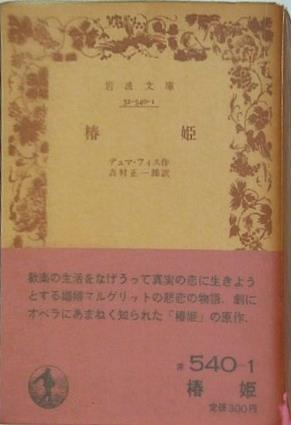 岩波文庫
32-540-1
椿姫
デュマ・フィス作
吉村正一郎訳
歓楽の生活をなげうって真実の恋に生きよう
とする娼婦マルグリットの悲恋の物語.劇に
オペラにあまねく知られた「椿姫」の原作.
赤 540-1
椿姫
定価300円